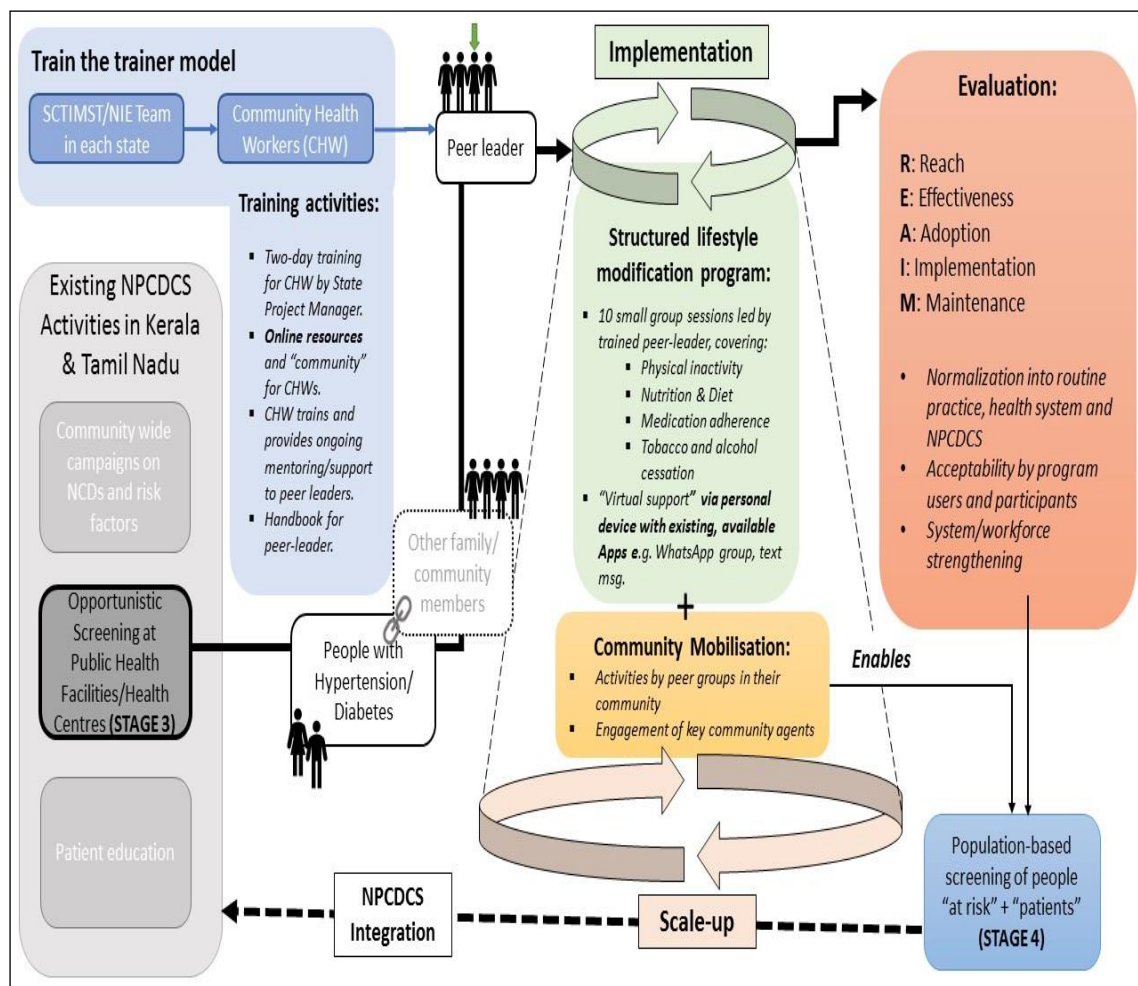 Train the trainer model
SCTIMST/NIE Team
in each state
Community Health
Workers (CHW)
Peer leader
Training activities:
▪ Two-day training
for CHW by State
Project Manager.
▪ Online resources
and “community”
for CHWs.
▪ CHW trains and
provides ongoing
mentoring/support
to peer leaders.
▪ Handbook for
peer-leader.
Existing NPCDCS
Activities in Kerala
& Tamil Nadu
Community wide
campaigns on
NCDs and risk
factors
Opportunistic
Screening at
Public Health
Facilities/Health
Centres (STAGE 3)
Patient education
Other family/
community
members
People with
Hypertension/
Diabetes
Implementation
Structured lifestyle
modification program:
▪ 10 small group sessions led by
trained peer-leader, covering:
▪ Physical inactivity
▪ Nutrition & Diet
▪ Medication adherence
▪ Tobacco and alcohol
cessation
▪ “Virtual support” via personal
device with existing, available
Apps e.g. WhatsApp group, text
msg.
+
Community Mobilisation:
▪ Activities by peer groups in their
community
▪ Engagement of key community agents
Evaluation:
R: Reach
E: Effectiveness
A: Adoption
I: Implementation
M: Maintenance
• Normalization into routine
practice, health system and
NPCDCS
• Acceptability by program
users and participants
• System/workforce
strengthening
Enables
Population-based
screening of people
“at risk” + “patients”
(STAGE 4)
Scale-up
NPCDCS
Integration